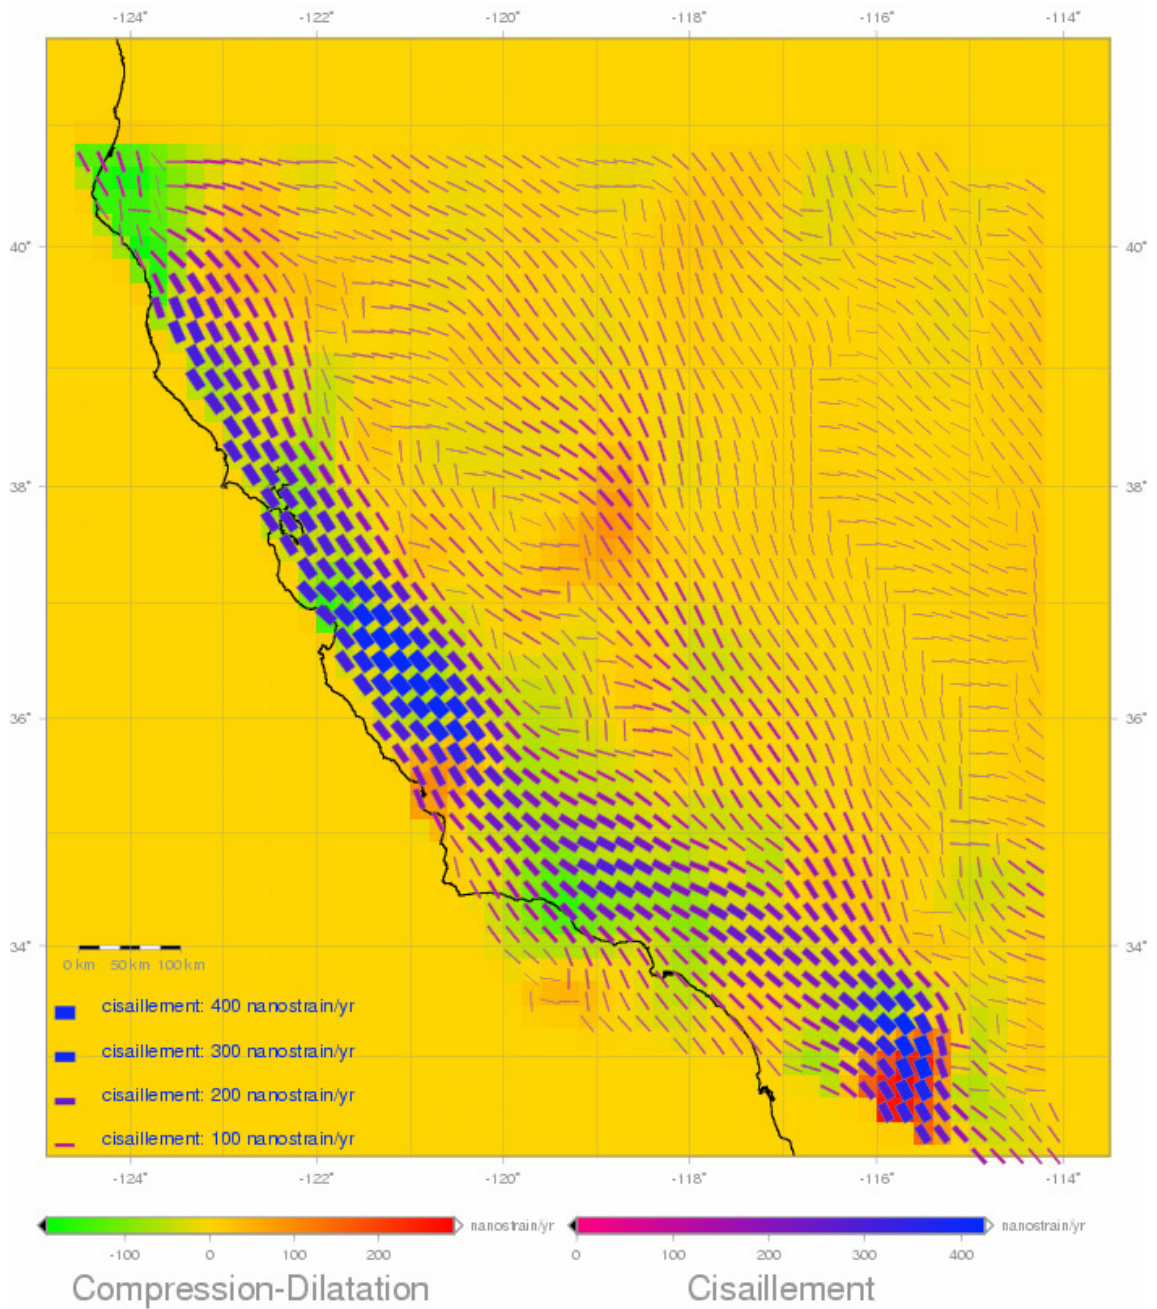 -124° -122° -120° -118° -116° -114°
40° 40°
38° 38°
36° 36°
34° 34°
0 km 50 km 100 km
cisaillement: 400 nanostrain/yr
cisaillement: 300 nanostrain/yr
cisaillement: 200 nanostrain/yr
cisaillement: 100 nanostrain/yr
-124° -122° -120° -118° -116° -114°
nanostrain/yr nanostrain/yr
-100 0 100 200 0 100 200 300 400
Compression-Dilatation Cisaillement